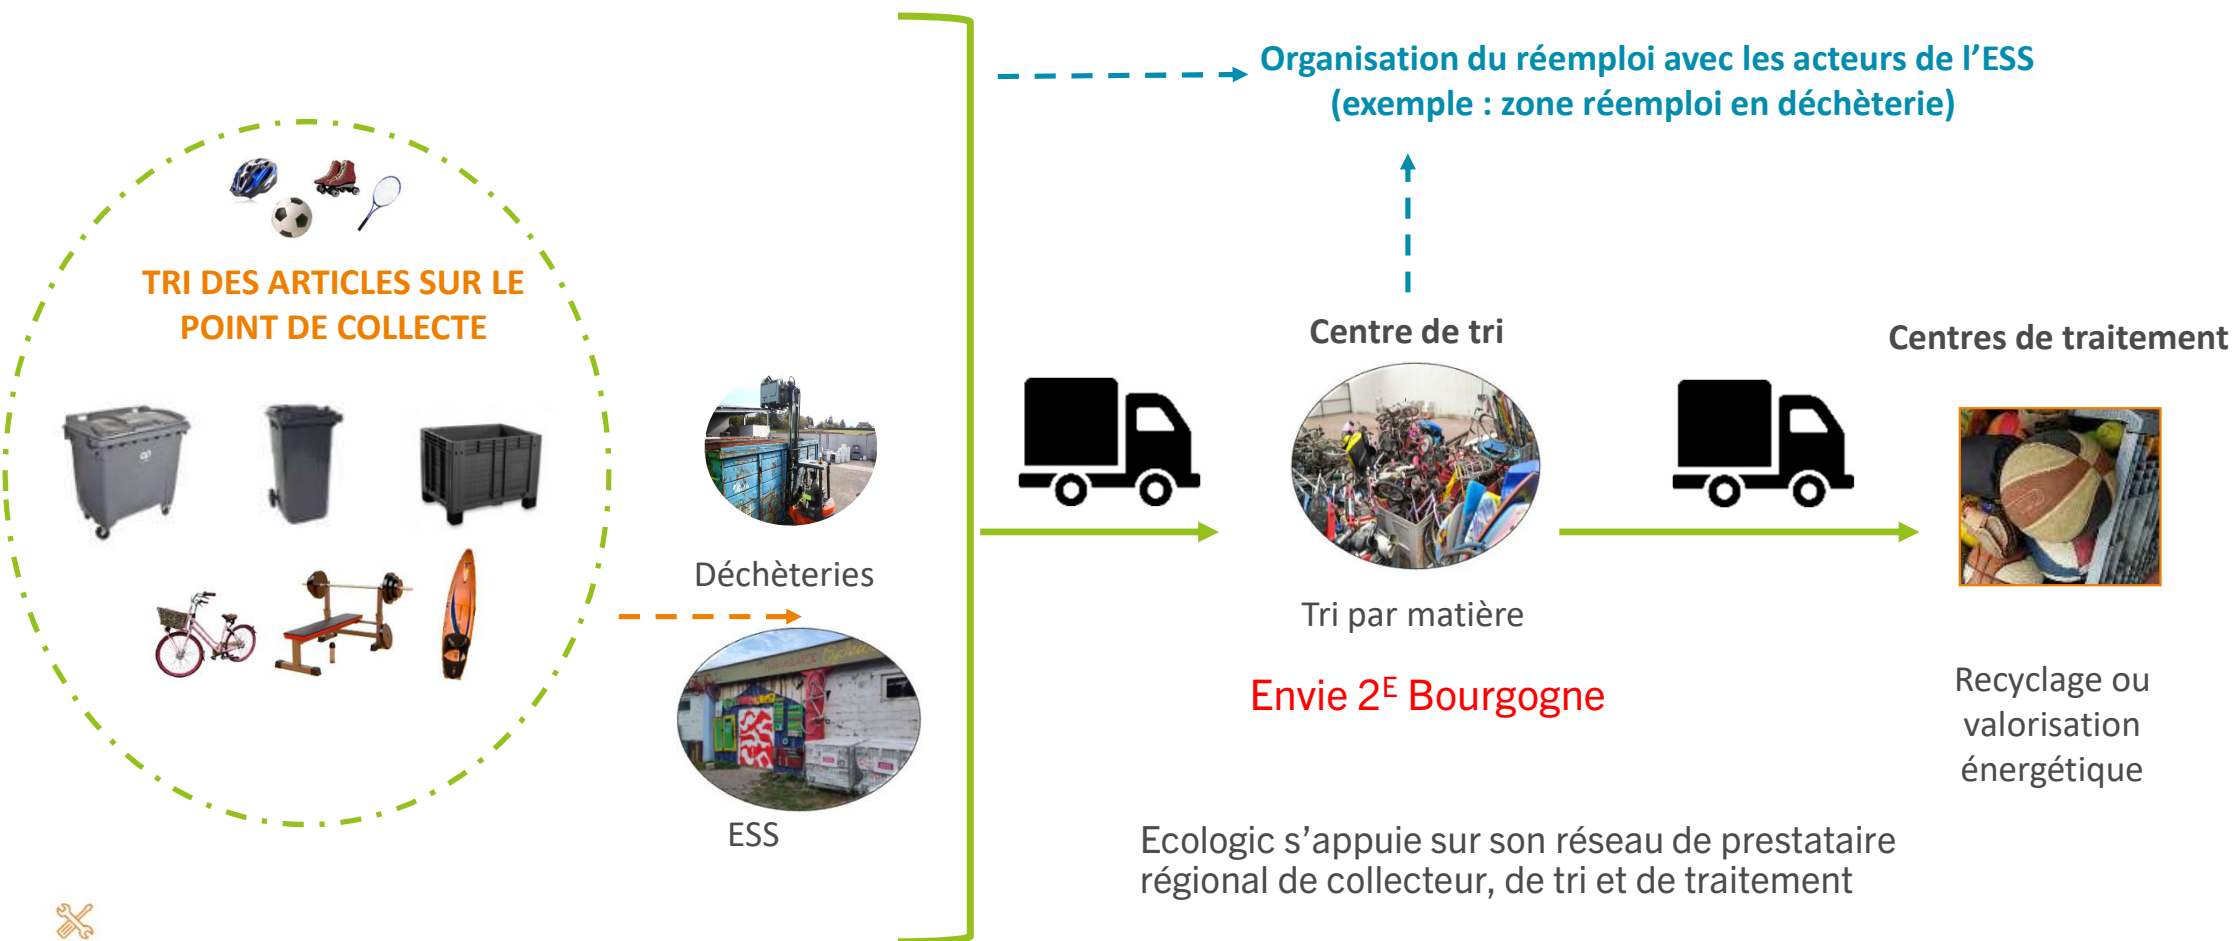 Organisation du réemploi avec les acteurs de l’ESS
(exemple : zone réemploi en déchèterie)
TRI DES ARTICLES SUR LE
POINT DE COLLECTE
Déchèteries
ESS
Centre de tri
Tri par matière
Envie 2E Bourgogne
Centres de traitement
Recyclage ou
valorisation
énergétique
Ecologic s’appuie sur son réseau de prestataire
régional de collecteur, de tri et de traitement